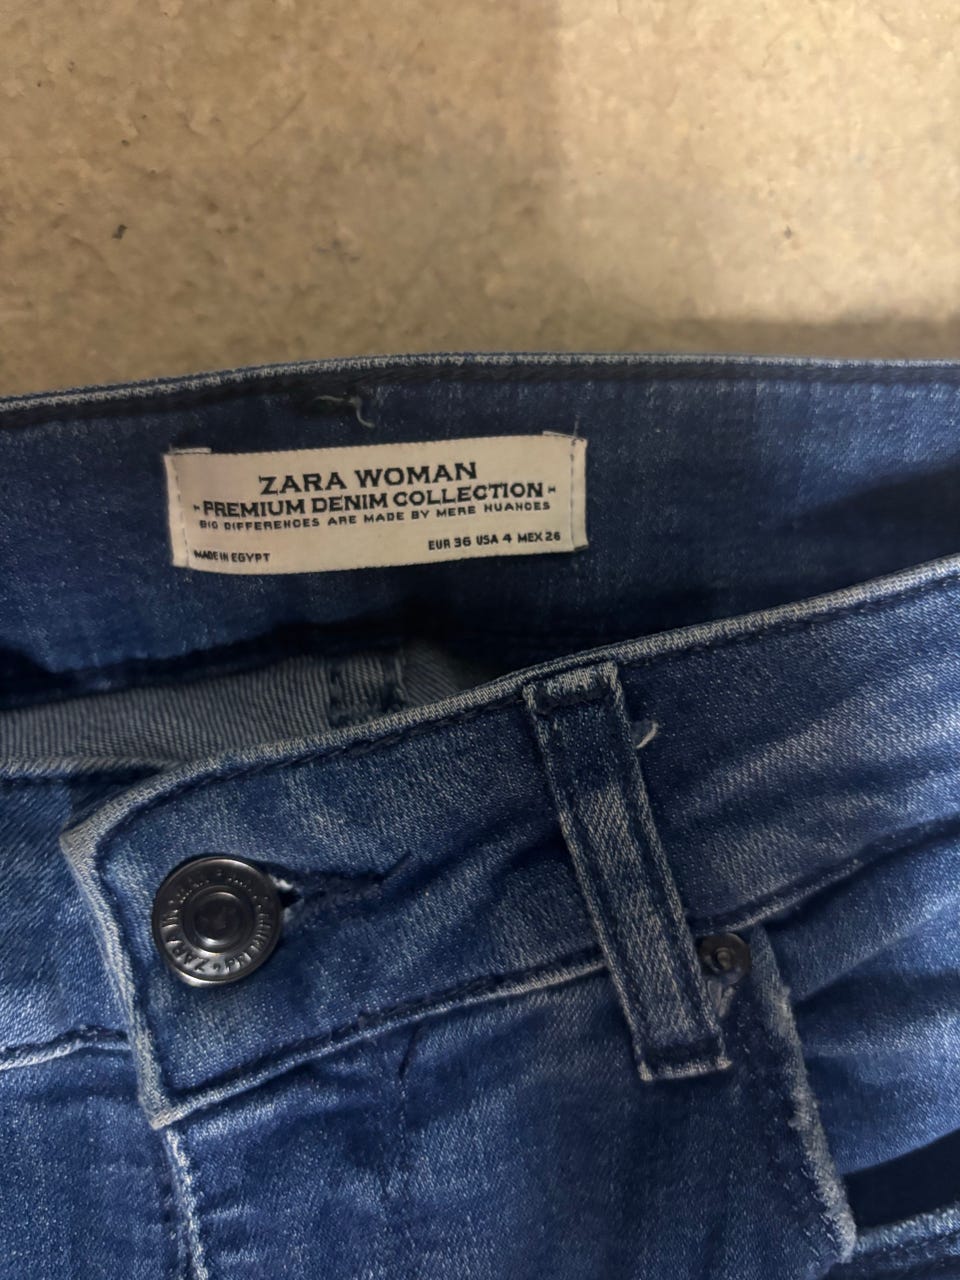 ZARA WOMAN
- PREMIUM DENIM COLLECTION -
BIG DIFFERENCES ARE MADE BY MERE NUANCES
MADE IN EGYPT
EUR 36 USA 4 MEX 26
ZARA